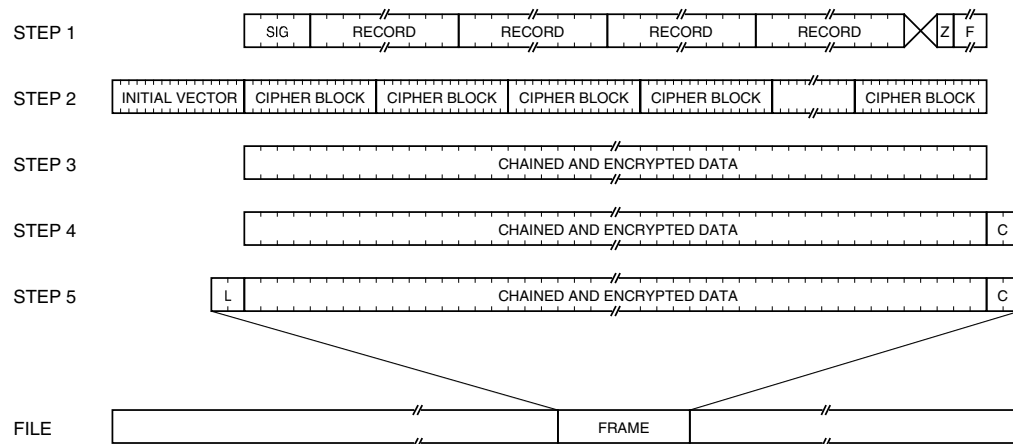 STEP 1 SIG RECORD RECORD RECORD RECORD Z F
STEP 2 INITIAL VECTOR CIPHER BLOCK CIPHER BLOCK CIPHER BLOCK CIPHER BLOCK CIPHER BLOCK
STEP 3 CHAINED AND ENCRYPTED DATA
STEP 4 CHAINED AND ENCRYPTED DATA C
STEP 5 L CHAINED AND ENCRYPTED DATA C
FILE FRAME